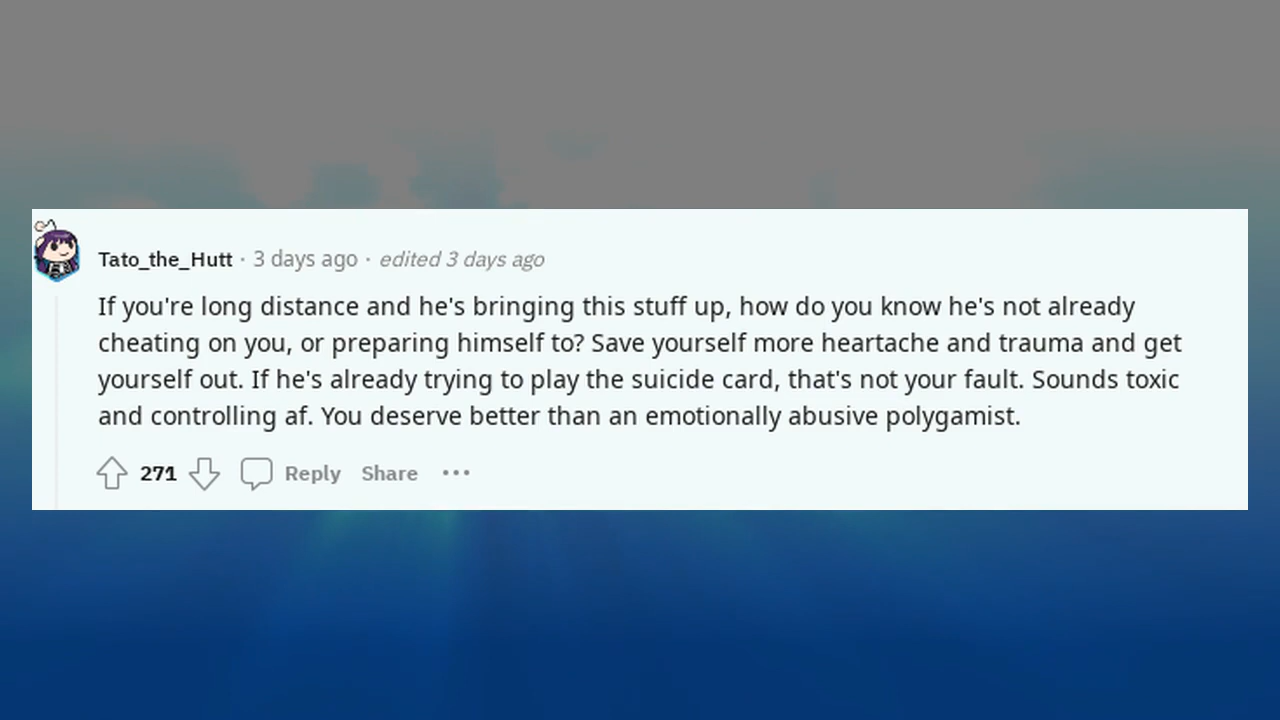 Tato_the_Hutt · 3 days ago · edited 3 days ago
If you're long distance and he's bringing this stuff up, how do you know he's not already
cheating on you, or preparing himself to? Save yourself more heartache and trauma and get
yourself out. If he's already trying to play the suicide card, that's not your fault. Sounds toxic
and controlling af. You deserve better than an emotionally abusive polygamist.
271 Reply Share ···